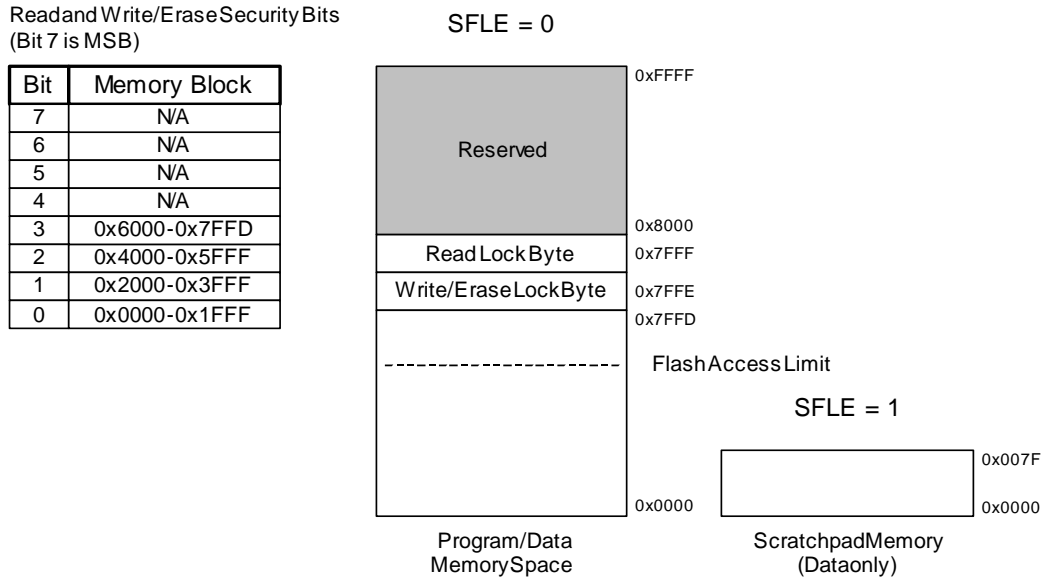 Read and Write/Erase Security Bits
(Bit 7 is MSB)
Bit Memory Block
7 N/A
6 N/A
5 N/A
4 N/A
3 0x6000-0x7FFD
2 0x4000-0x5FFF
1 0x2000-0x3FFF
0 0x0000-0x1FFF
SFLE = 0
0xFFFF
Reserved
0x8000
Read Lock Byte 0x7FFF
Write/Erase Lock Byte 0x7FFE
0x7FFD
Flash Access Limit
0x0000
Program/Data
Memory Space
SFLE = 1
0x007F
0x0000
Scratchpad Memory
(Data only)